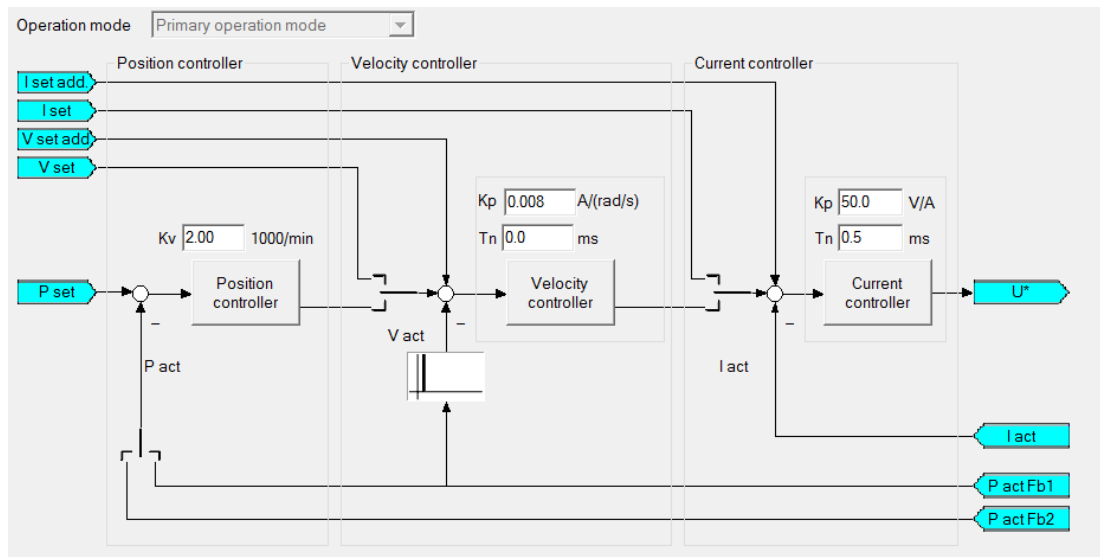 Operation mode Primary operation mode
Position controller Velocity controller Current controller
I set add.
I set
V set add
V set
Kp 0.008 A/(rad/s) Kp 50.0 V/A
Kv 2.00 1000/min Tn 0.0 ms Tn 0.5 ms
P set Position controller Velocity controller Current controller U*
– – –
V act
P act I act
I act
P act Fb1
P act Fb2